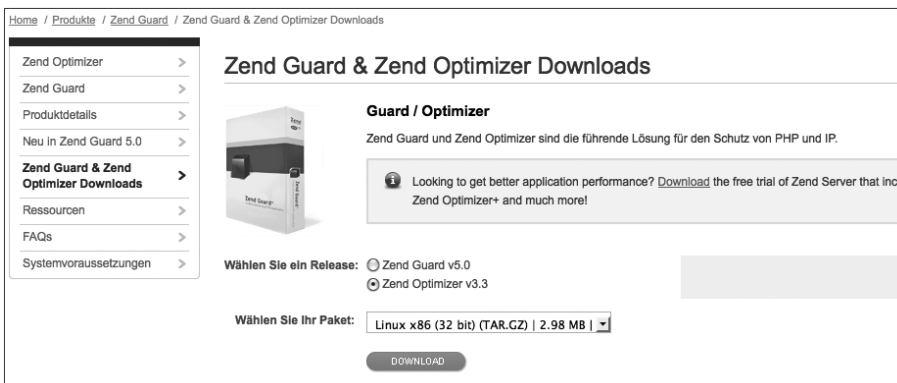 Home / Produkte / Zend Guard / Zend Guard & Zend Optimizer Downloads
Zend Optimizer >
Zend Guard >
Produktdetails >
Neu in Zend Guard 5.0 >
Zend Guard & Zend
Optimizer Downloads >
Ressourcen >
FAQs >
Systemvoraussetzungen >
Zend Guard & Zend Optimizer Downloads
Guard / Optimizer
Zend Guard und Zend Optimizer sind die führende Lösung für den Schutz von PHP und IP.
Looking to get better application performance? Download the free trial of Zend Server that inc
Zend Optimizer+ and much more!
Zend Guard
Wählen Sie ein Release: Zend Guard v5.0
Zend Optimizer v3.3
Wählen Sie Ihr Paket: Linux x86 (32 bit) (TAR.GZ) | 2.98 MB |
DOWNLOAD